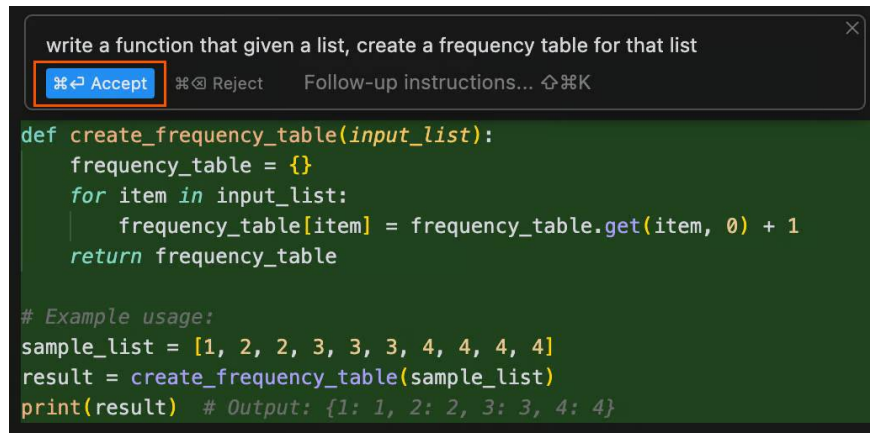 write a function that given a list, create a frequency table for that list
⌘⏎ Accept ⌘⌫ Reject Follow-up instructions... ⇧⌘K
def create_frequency_table(input_list):
    frequency_table = {}
    for item in input_list:
        frequency_table[item] = frequency_table.get(item, 0) + 1
    return frequency_table

# Example usage:
sample_list = [1, 2, 2, 3, 3, 3, 4, 4, 4, 4]
result = create_frequency_table(sample_list)
print(result)  # Output: {1: 1, 2: 2, 3: 3, 4: 4}